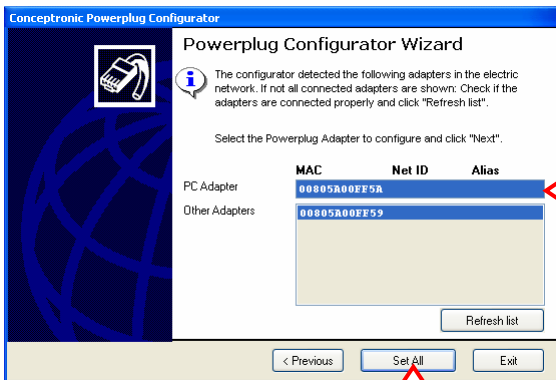 Conceptronic Powerplug Configurator
Powerplug Configurator Wizard
The configurator detected the following adapters in the electric
network. If not all connected adapters are shown: Check if the
adapters are connected properly and click "Refresh list".
Select the Powerplug Adapter to configure and click "Next".
MAC Net ID Alias
PC Adapter 00805A00FF5A
Other Adapters 00805A00FF59
Refresh list
< Previous Set All Exit